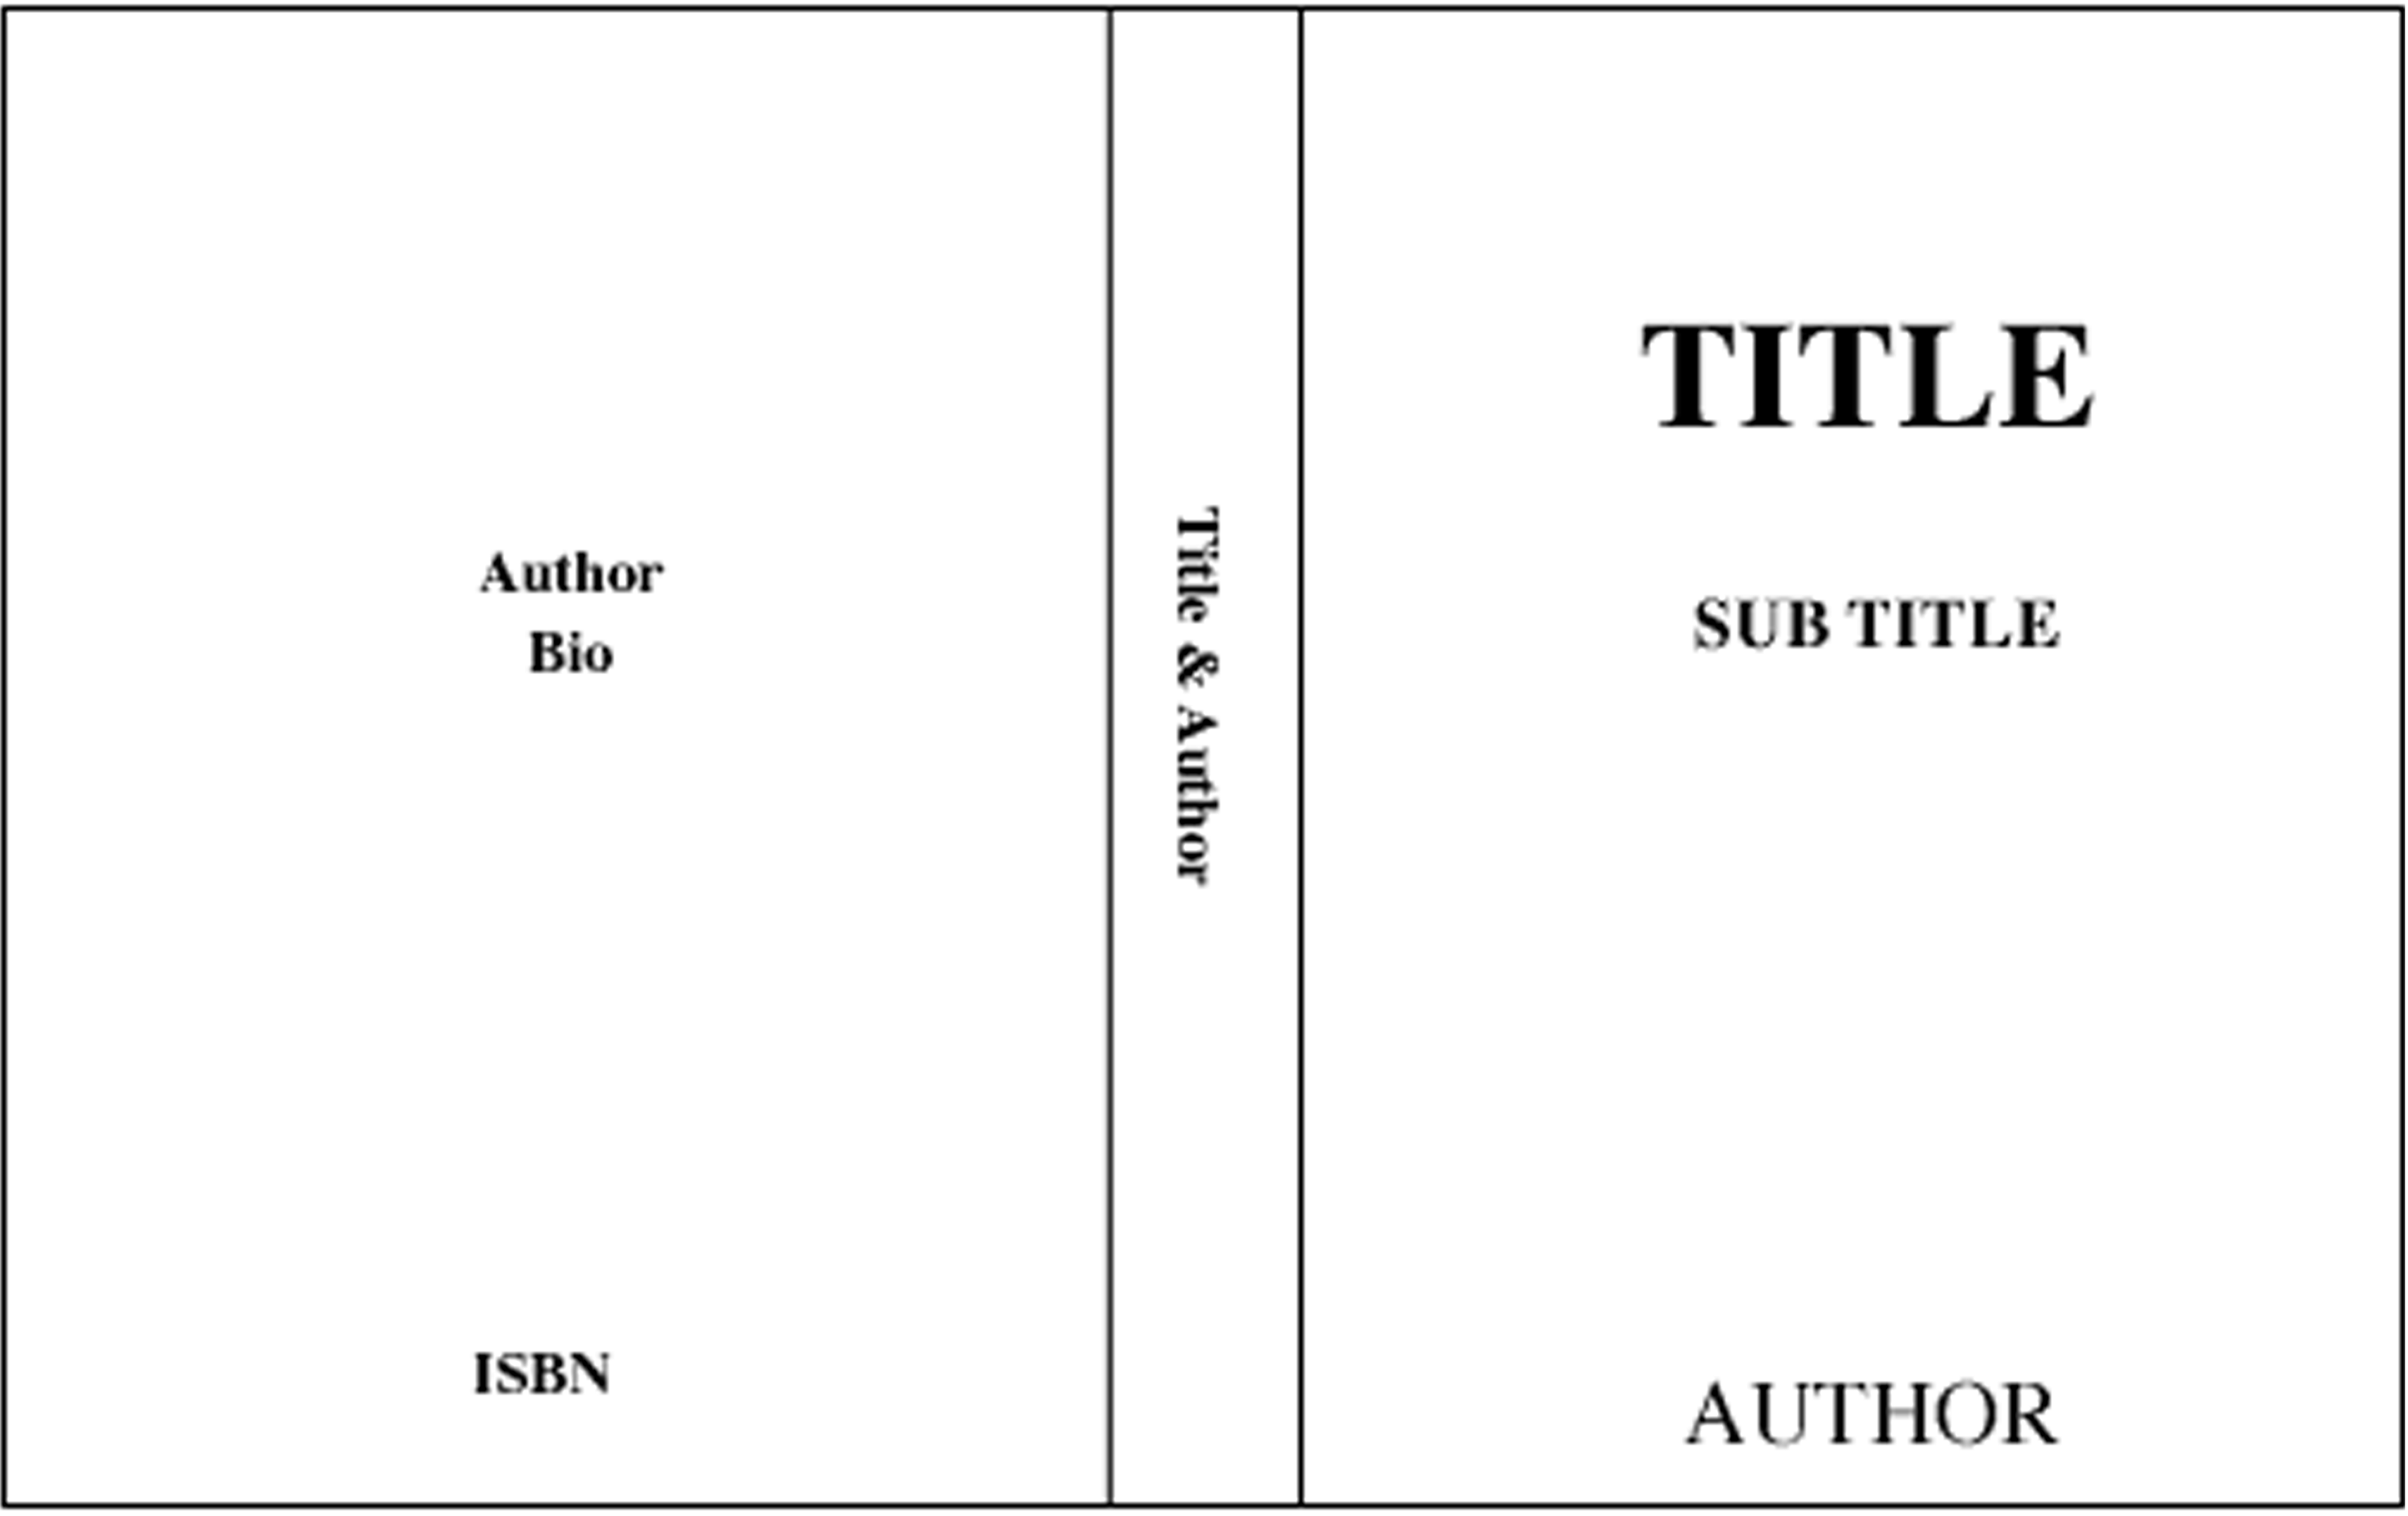 Author
Bio
ISBN
Title & Author
TITLE
SUB TITLE
AUTHOR